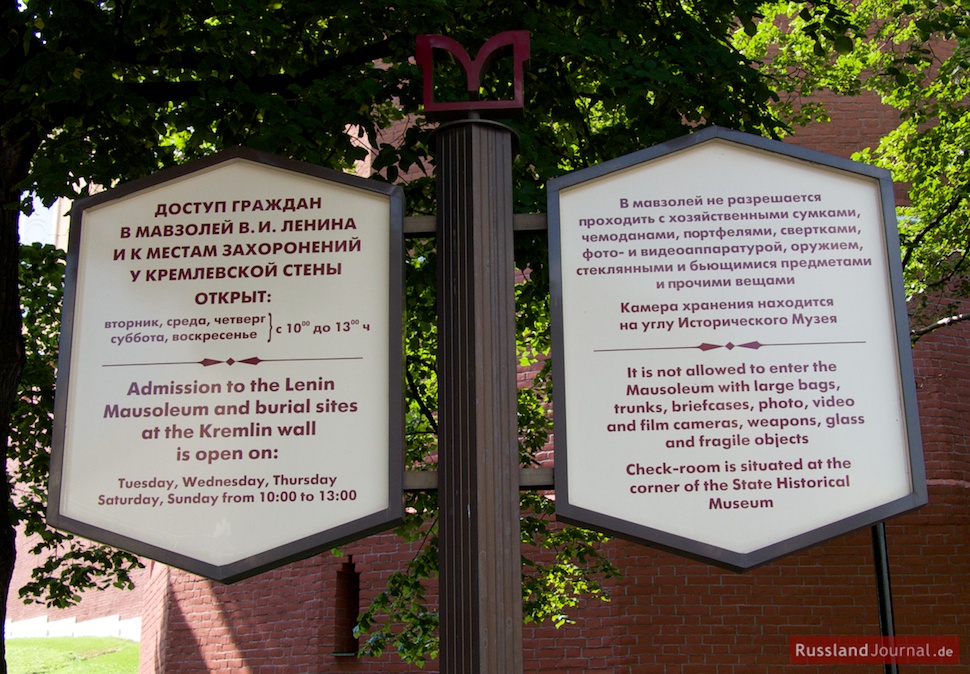 ДОСТУП ГРАЖДАН
В МАВЗОЛЕЙ В. И. ЛЕНИНА
И К МЕСТАМ ЗАХОРОНЕНИЙ
У КРЕМЛЕВСКОЙ СТЕНЫ
ОТКРЫТ:
вторник, среда, четверг
суббота, воскресенье } с 10⁰⁰ до 13⁰⁰ ч
Admission to the Lenin
Mausoleum and burial sites
at the Kremlin wall
is open on:
Tuesday, Wednesday, Thursday
Saturday, Sunday from 10:00 to 13:00
В мавзолей не разрешается
проходить с хозяйственными сумками,
чемоданами, портфелями, свертками,
фото- и видеоаппаратурой, оружием,
стеклянными и бьющимися предметами
и прочими вещами
Камера хранения находится
на углу Исторического Музея
It is not allowed to enter the
Mausoleum with large bags,
trunks, briefcases, photo, video
and film cameras, weapons, glass
and fragile objects
Check-room is situated at the
corner of the State Historical
Museum
RusslandJournal.de